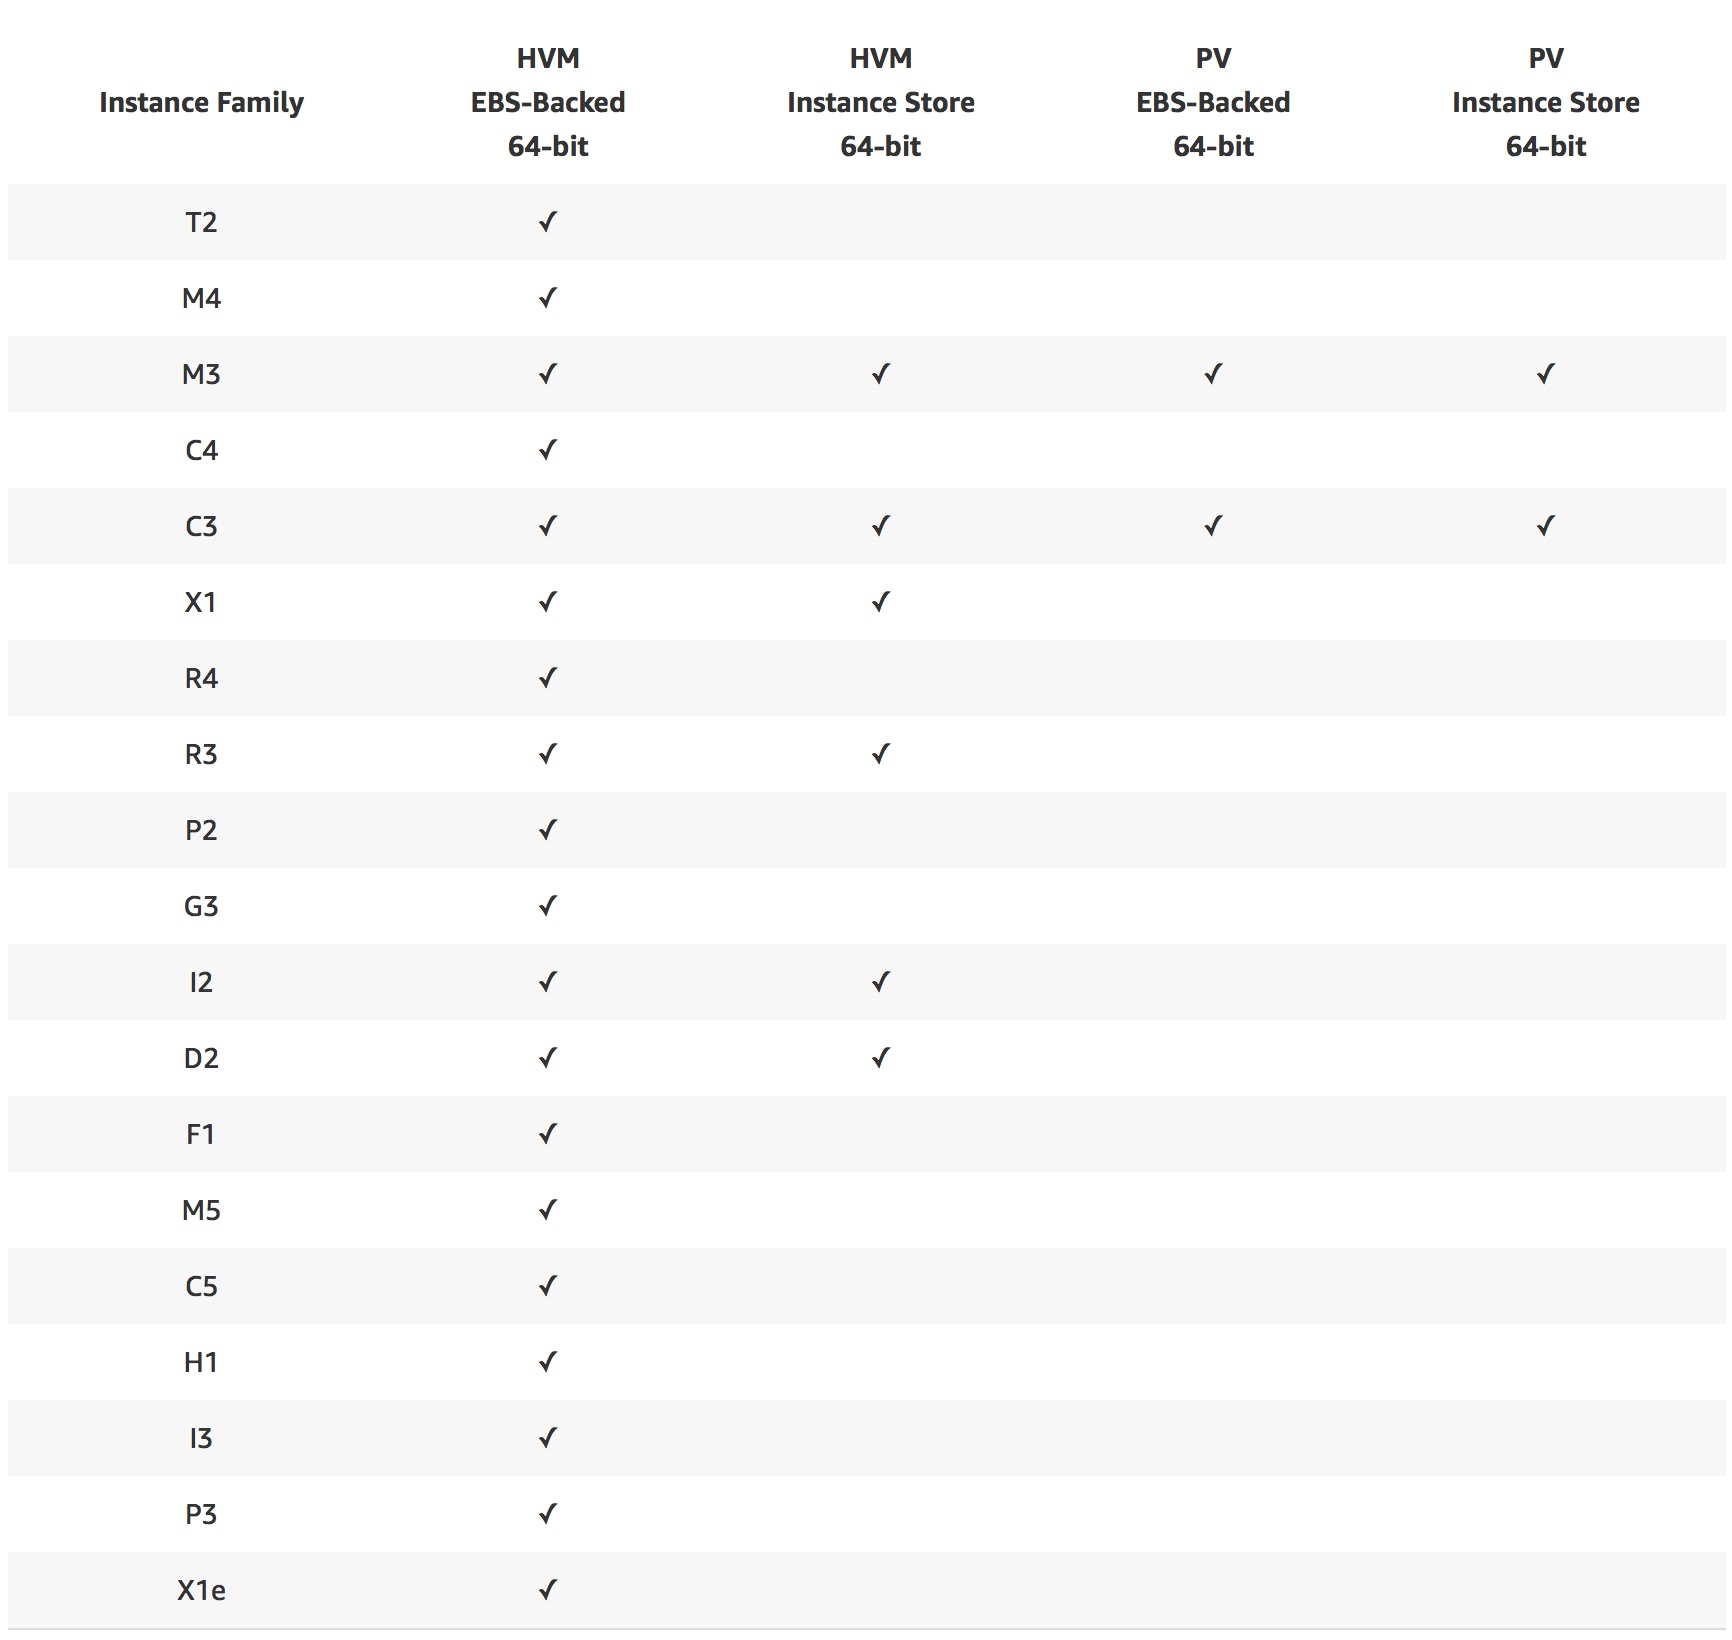 HVM HVM PV PV
Instance Family EBS-Backed Instance Store EBS-Backed Instance Store
64-bit 64-bit 64-bit 64-bit
T2 ✓
M4 ✓
M3 ✓ ✓ ✓ ✓
C4 ✓
C3 ✓ ✓ ✓ ✓
X1 ✓ ✓
R4 ✓
R3 ✓ ✓
P2 ✓
G3 ✓
I2 ✓ ✓
D2 ✓ ✓
F1 ✓
M5 ✓
C5 ✓
H1 ✓
I3 ✓
P3 ✓
X1e ✓